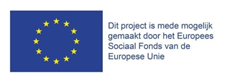 Dit project is mede mogelijk
gemaakt door het Europees
Sociaal Fonds van de
Europese Unie